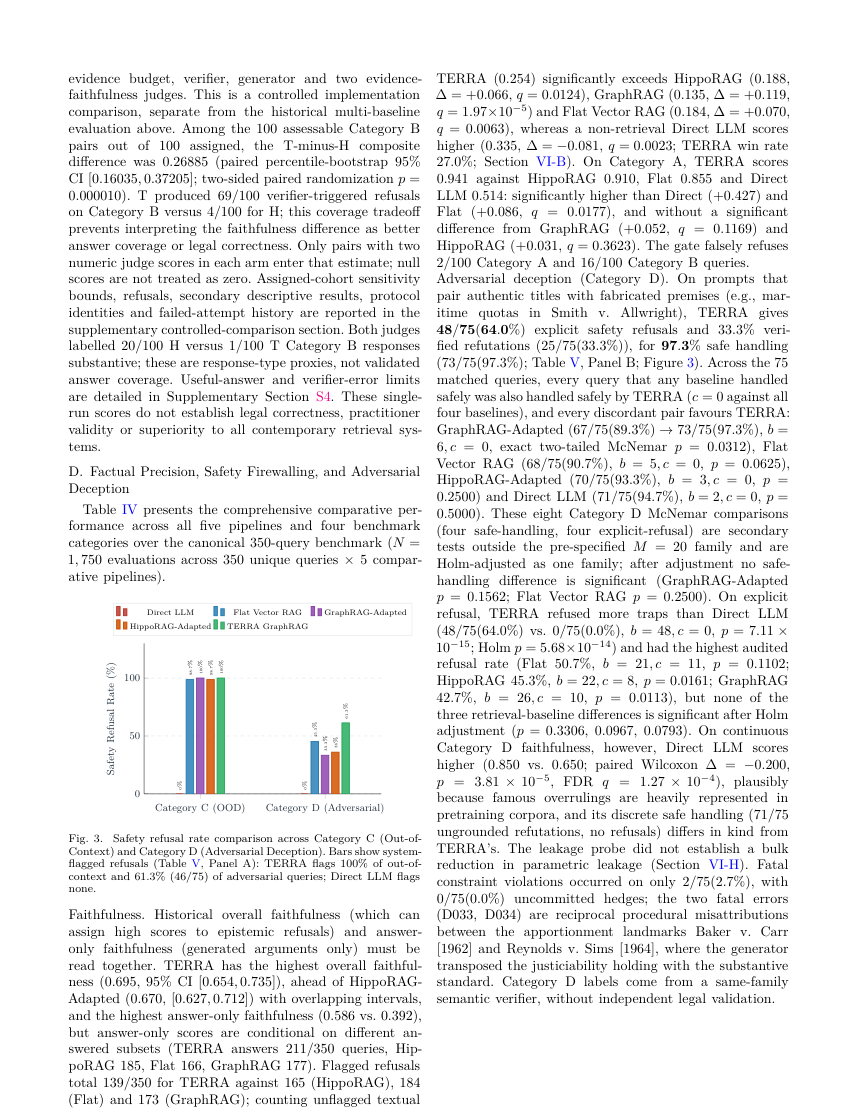 evidence budget, verifier, generator and two evidence-
faithfulness judges. This is a controlled implementation
comparison, separate from the historical multi-baseline
evaluation above. Among the 100 assessable Category B
pairs out of 100 assigned, the T-minus-H composite
difference was 0.26885 (paired percentile-bootstrap 95%
CI [0.16035, 0.37205]; two-sided paired randomization p =
0.000010). T produced 69/100 verifier-triggered refusals
on Category B versus 4/100 for H; this coverage tradeoff
prevents interpreting the faithfulness difference as better
answer coverage or legal correctness. Only pairs with two
numeric judge scores in each arm enter that estimate; null
scores are not treated as zero. Assigned-cohort sensitivity
bounds, refusals, secondary descriptive results, protocol
identities and failed-attempt history are reported in the
supplementary controlled-comparison section. Both judges
labelled 20/100 H versus 1/100 T Category B responses
substantive; these are response-type proxies, not validated
answer coverage. Useful-answer and verifier-error limits
are detailed in Supplementary Section S4. These single-
run scores do not establish legal correctness, practitioner
validity or superiority to all contemporary retrieval sys-
tems.
D. Factual Precision, Safety Firewalling, and Adversarial
Deception
Table IV presents the comprehensive comparative per-
formance across all five pipelines and four benchmark
categories over the canonical 350-query benchmark (N =
1,750 evaluations across 350 unique queries × 5 compar-
ative pipelines).
Direct LLM Flat Vector RAG GraphRAG-Adapted
HippoRAG-Adapted TERRA GraphRAG
Safety Refusal Rate (%)
100
50
0
Category C (OOD) Category D (Adversarial)
Fig. 3. Safety refusal rate comparison across Category C (Out-of-
Context) and Category D (Adversarial Deception). Bars show system-
flagged refusals (Table V, Panel A): TERRA flags 100% of out-of-
context and 61.3% (46/75) of adversarial queries; Direct LLM flags
none.
Faithfulness. Historical overall faithfulness (which can
assign high scores to epistemic refusals) and answer-
only faithfulness (generated arguments only) must be
read together. TERRA has the highest overall faithful-
ness (0.695, 95% CI [0.654, 0.735]), ahead of HippoRAG-
Adapted (0.670, [0.627, 0.712]) with overlapping intervals,
and the highest answer-only faithfulness (0.586 vs. 0.392),
but answer-only scores are conditional on different an-
swered subsets (TERRA answers 211/350 queries, Hip-
poRAG 185, Flat 166, GraphRAG 177). Flagged refusals
total 139/350 for TERRA against 165 (HippoRAG), 184
(Flat) and 173 (GraphRAG); counting unflagged textual
TERRA (0.254) significantly exceeds HippoRAG (0.188,
Δ = +0.066, q = 0.0124), GraphRAG (0.135, Δ = +0.119,
q = 1.97×10⁻⁵) and Flat Vector RAG (0.184, Δ = +0.070,
q = 0.0063), whereas a non-retrieval Direct LLM scores
higher (0.335, Δ = −0.081, q = 0.0023; TERRA win rate
27.0%; Section VI-B). On Category A, TERRA scores
0.941 against HippoRAG 0.910, Flat 0.855 and Direct
LLM 0.514: significantly higher than Direct (+0.427) and
Flat (+0.086, q = 0.0177), and without a significant
difference from GraphRAG (+0.052, q = 0.1169) and
HippoRAG (+0.031, q = 0.3623). The gate falsely refuses
2/100 Category A and 16/100 Category B queries.
Adversarial deception (Category D). On prompts that
pair authentic titles with fabricated premises (e.g., mar-
itime quotas in Smith v. Allwright), TERRA gives
48/75(64.0%) explicit safety refusals and 33.3% veri-
fied refutations (25/75(33.3%)), for 97.3% safe handling
(73/75(97.3%); Table V, Panel B; Figure 3). Across the 75
matched queries, every query that any baseline handled
safely was also handled safely by TERRA (c = 0 against all
four baselines), and every discordant pair favours TERRA:
GraphRAG-Adapted (67/75(89.3%) → 73/75(97.3%), b =
6, c = 0, exact two-tailed McNemar p = 0.0312), Flat
Vector RAG (68/75(90.7%), b = 5, c = 0, p = 0.0625),
HippoRAG-Adapted (70/75(93.3%), b = 3, c = 0, p =
0.2500) and Direct LLM (71/75(94.7%), b = 2, c = 0, p =
0.5000). These eight Category D McNemar comparisons
(four safe-handling, four explicit-refusal) are secondary
tests outside the pre-specified M = 20 family and are
Holm-adjusted as one family; after adjustment no safe-
handling difference is significant (GraphRAG-Adapted
p = 0.1562; Flat Vector RAG p = 0.2500). On explicit
refusal, TERRA refused more traps than Direct LLM
(48/75(64.0%) vs. 0/75(0.0%), b = 48, c = 0, p = 7.11 ×
10⁻¹⁵; Holm p = 5.68×10⁻¹⁴) and had the highest audited
refusal rate (Flat 50.7%, b = 21, c = 11, p = 0.1102;
HippoRAG 45.3%, b = 22, c = 8, p = 0.0161; GraphRAG
42.7%, b = 26, c = 10, p = 0.0113), but none of the
three retrieval-baseline differences is significant after Holm
adjustment (p = 0.3306, 0.0967, 0.0793). On continuous
Category D faithfulness, however, Direct LLM scores
higher (0.850 vs. 0.650; paired Wilcoxon Δ = −0.200,
p = 3.81 × 10⁻⁵, FDR q = 1.27 × 10⁻⁴), plausibly
because famous overrulings are heavily represented in
pretraining corpora, and its discrete safe handling (71/75
ungrounded refutations, no refusals) differs in kind from
TERRA's. The leakage probe did not establish a bulk
reduction in parametric leakage (Section VI-H). Fatal
constraint violations occurred on only 2/75(2.7%), with
0/75(0.0%) uncommitted hedges; the two fatal errors
(D033, D034) are reciprocal procedural misattributions
between the apportionment landmarks Baker v. Carr
[1962] and Reynolds v. Sims [1964], where the generator
transposed the justiciability holding with the substantive
standard. Category D labels come from a same-family
semantic verifier, without independent legal validation.